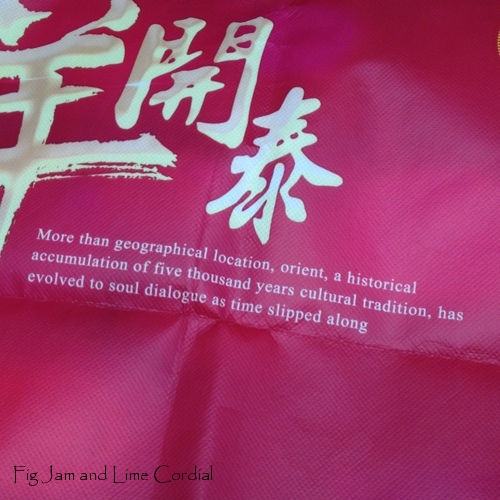 羊開泰
More than geographical location, orient, a historical
accumulation of five thousand years cultural tradition, has
evolved to soul dialogue as time slipped along
Fig Jam and Lime Cordial